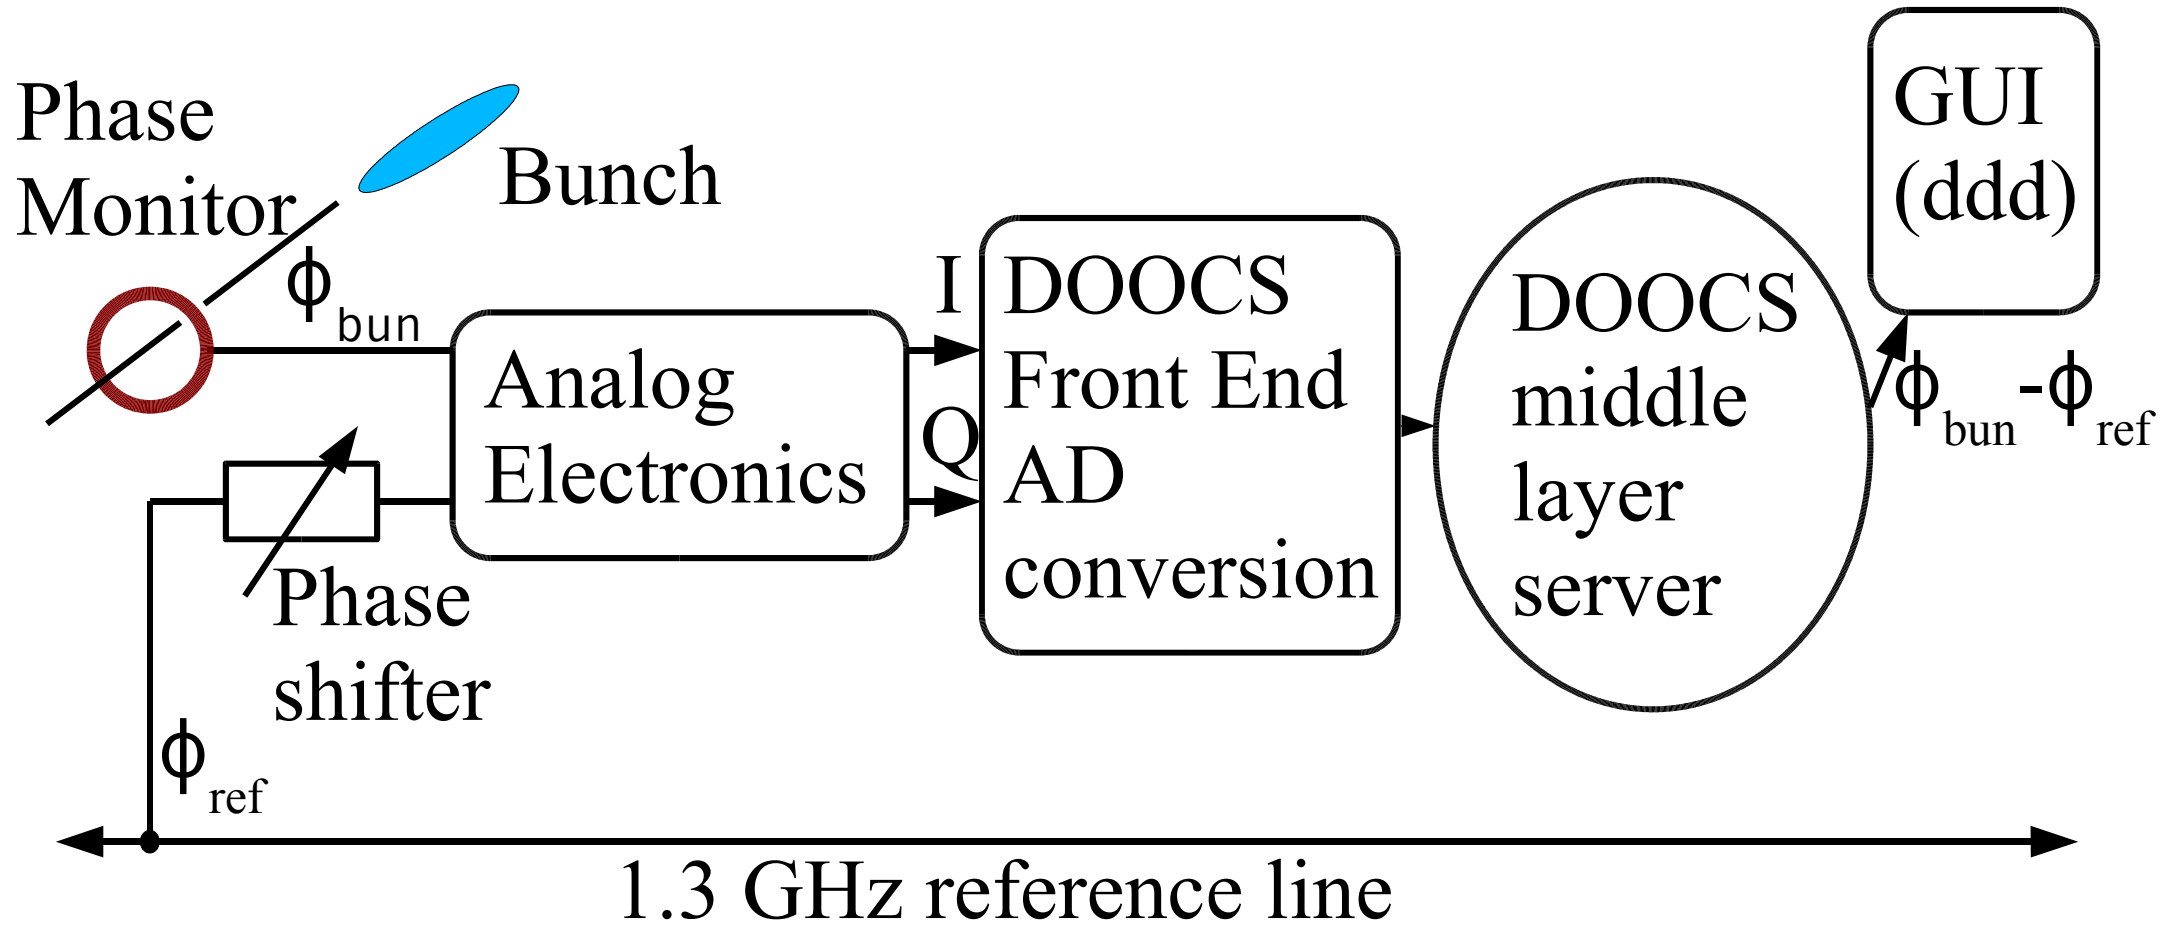 Phase
Monitor
Bunch
ϕbun
Analog
Electronics
Phase
shifter
ϕref
I
Q
DOOCS
Front End
AD
conversion
DOOCS
middle
layer
server
GUI
(ddd)
ϕbun-ϕref
1.3 GHz reference line